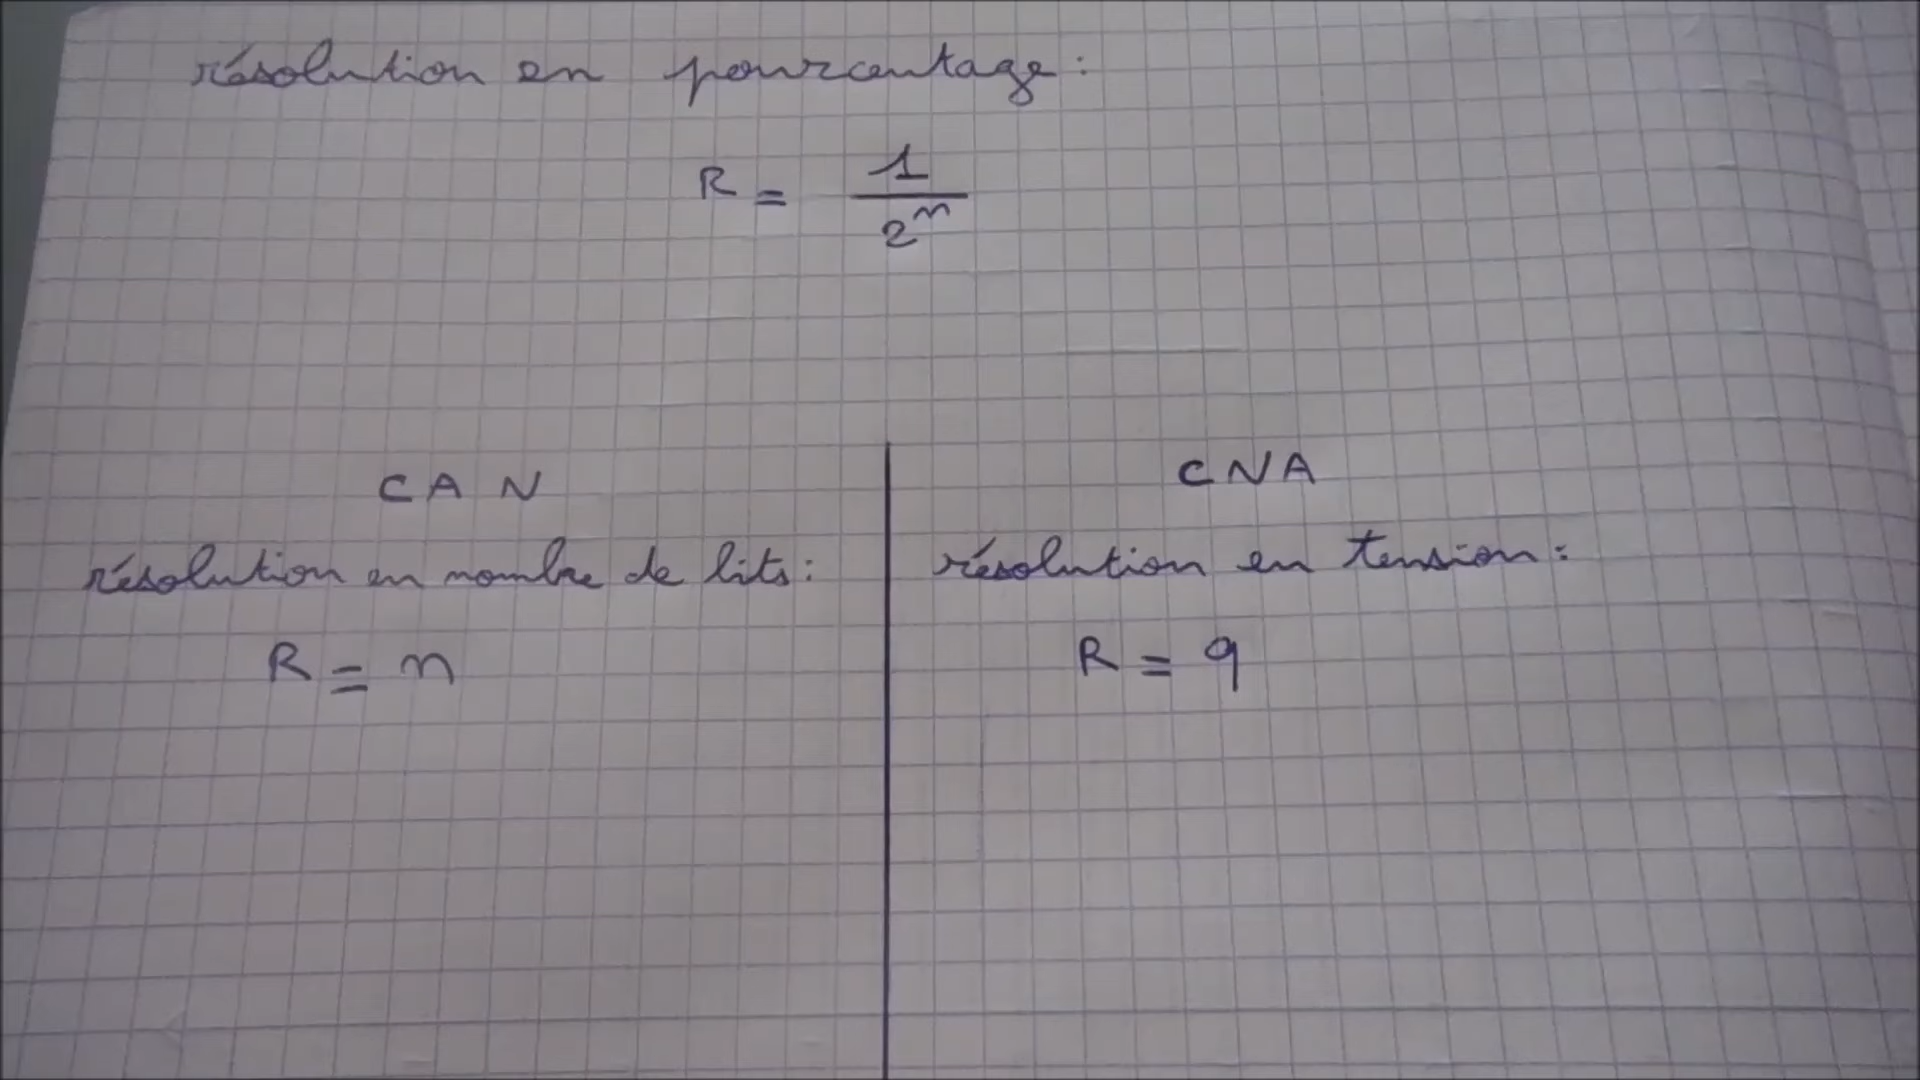 résolution en pourcentage :
R = 1 / 2^n
CAN
résolution en nombre de bits :
R = n
CNA
résolution en tension :
R = q